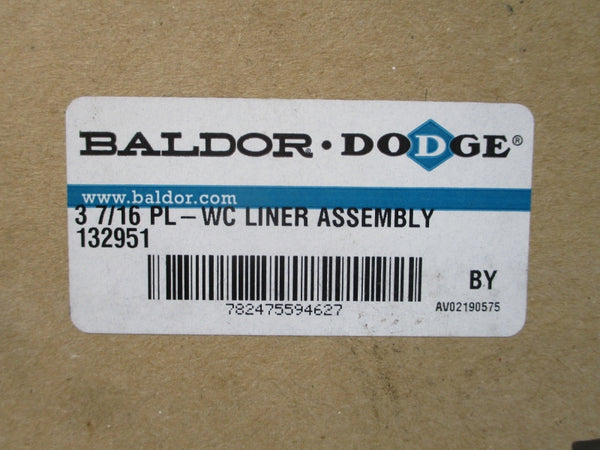 BALDOR • DODGE®
www.baldor.com
3 7/16 PL – WC LINER ASSEMBLY
132951
BY
782475594627
AV02190575